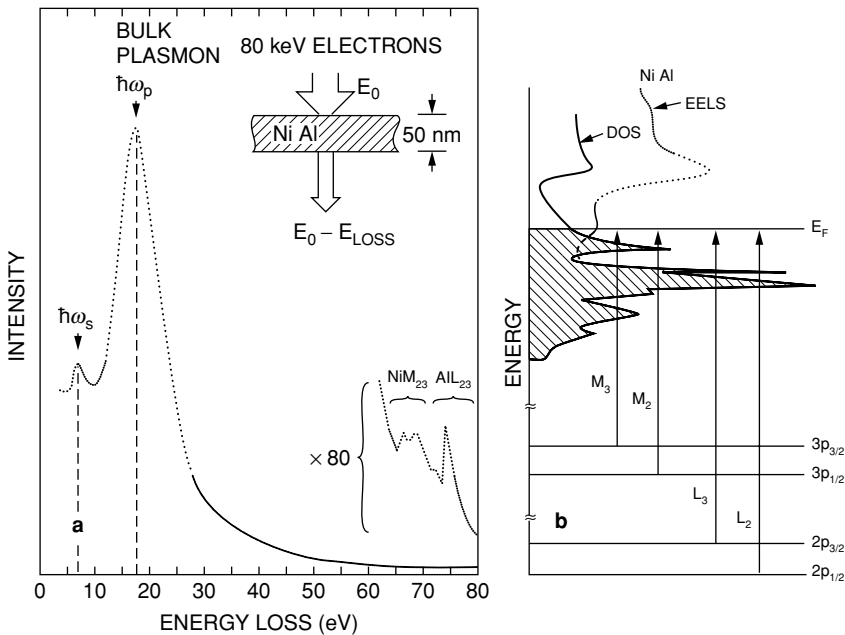 BULK
PLASMON
ħωp
80 keV ELECTRONS
E0
Ni Al
50 nm
E0 – ELOSS
ħωs
NiM23
AlL23
× 80
a
INTENSITY
0 10 20 30 40 50 60 70 80
ENERGY LOSS (eV)
Ni Al
EELS
DOS
EF
ENERGY
M3
M2
3p3/2
3p1/2
L3
L2
b
2p3/2
2p1/2